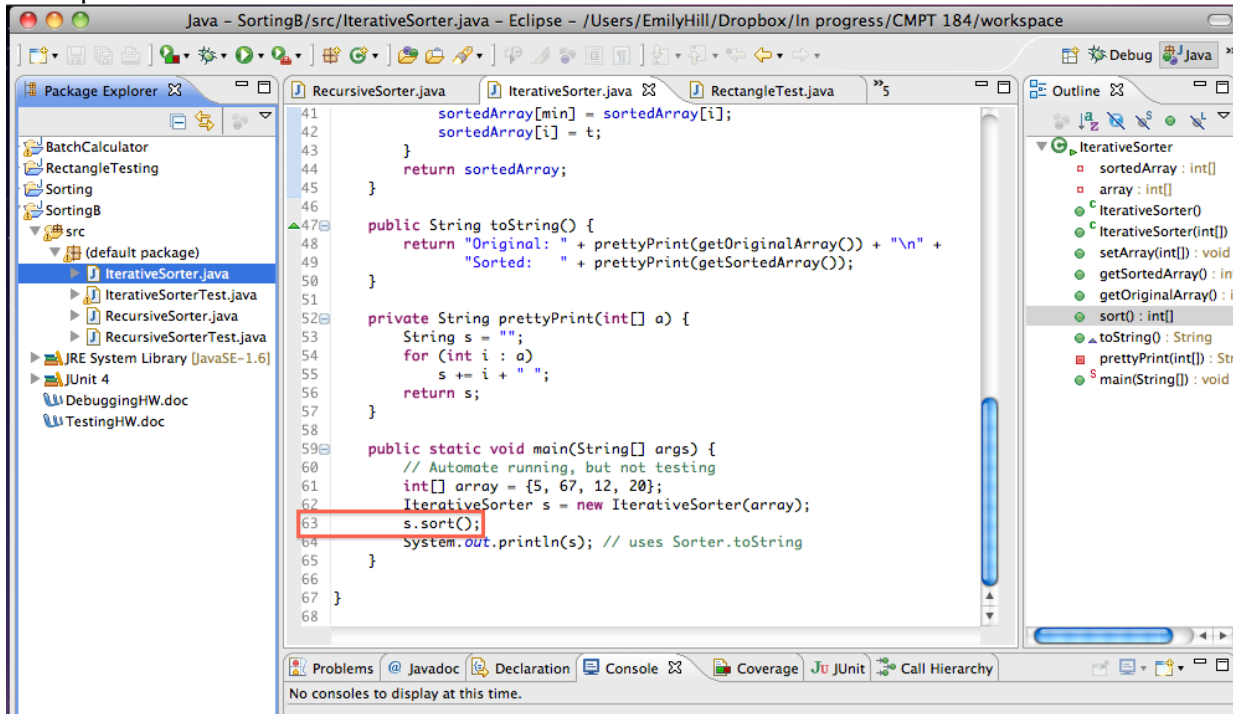 Java - SortingB/src/IterativeSorter.java - Eclipse - /Users/EmilyHill/Dropbox/In progress/CMPT 184/workspace
Debug Java »
Package Explorer
BatchCalculator
RectangleTesting
Sorting
SortingB
src
(default package)
IterativeSorter.java
IterativeSorterTest.java
RecursiveSorter.java
RecursiveSorterTest.java
JRE System Library [JavaSE-1.6]
JUnit 4
DebuggingHW.doc
TestingHW.doc
RecursiveSorter.java IterativeSorter.java RectangleTest.java »5
41 sortedArray[min] = sortedArray[i];
42 sortedArray[i] = t;
43 }
44 return sortedArray;
45 }
46
47 public String toString() {
48 return "Original: " + prettyPrint(getOriginalArray()) + "\n" +
49 "Sorted:   " + prettyPrint(getSortedArray());
50 }
51
52 private String prettyPrint(int[] a) {
53 String s = "";
54 for (int i : a)
55 s += i + " ";
56 return s;
57 }
58
59 public static void main(String[] args) {
60 // Automate running, but not testing
61 int[] array = {5, 67, 12, 20};
62 IterativeSorter s = new IterativeSorter(array);
63 s.sort();
64 System.out.println(s); // uses Sorter.toString
65 }
66
67 }
68
Outline
IterativeSorter
sortedArray : int[]
array : int[]
IterativeSorter()
IterativeSorter(int[])
setArray(int[]) : void
getSortedArray() : in
getOriginalArray() : i
sort() : int[]
toString() : String
prettyPrint(int[]) : Str
main(String[]) : void
Problems @ Javadoc Declaration Console Coverage JUnit Call Hierarchy
No consoles to display at this time.